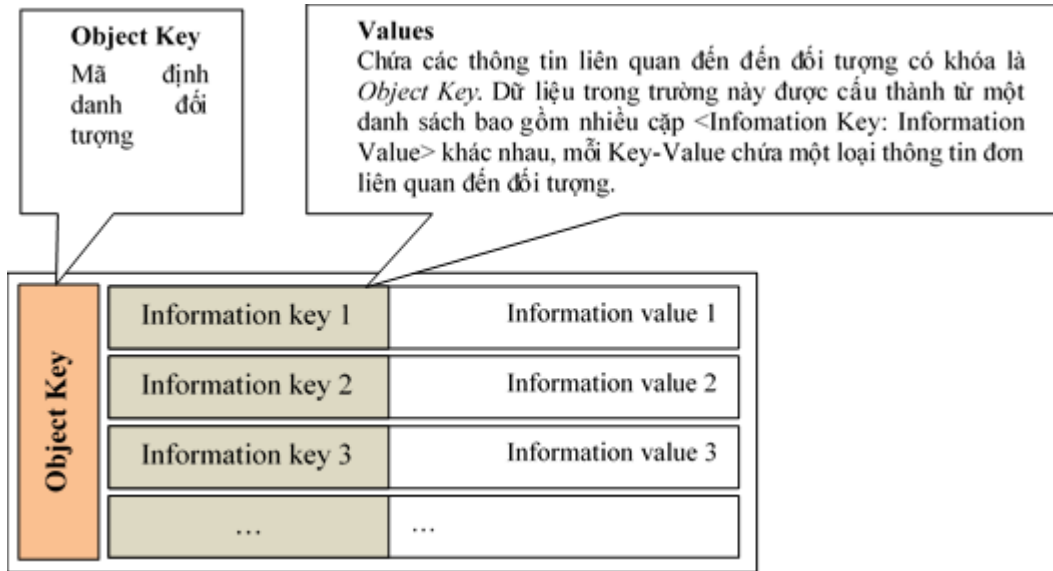 Object Key
Mã định
danh đối
tượng
Values
Chứa các thông tin liên quan đến đến đối tượng có khóa là
Object Key. Dữ liệu trong trường này được cấu thành từ một
danh sách bao gồm nhiều cặp <Infomation Key: Information
Value> khác nhau, mỗi Key-Value chứa một loại thông tin đơn
liên quan đến đối tượng.
Object Key
Information key 1
Information value 1
Information key 2
Information value 2
Information key 3
Information value 3
...
...